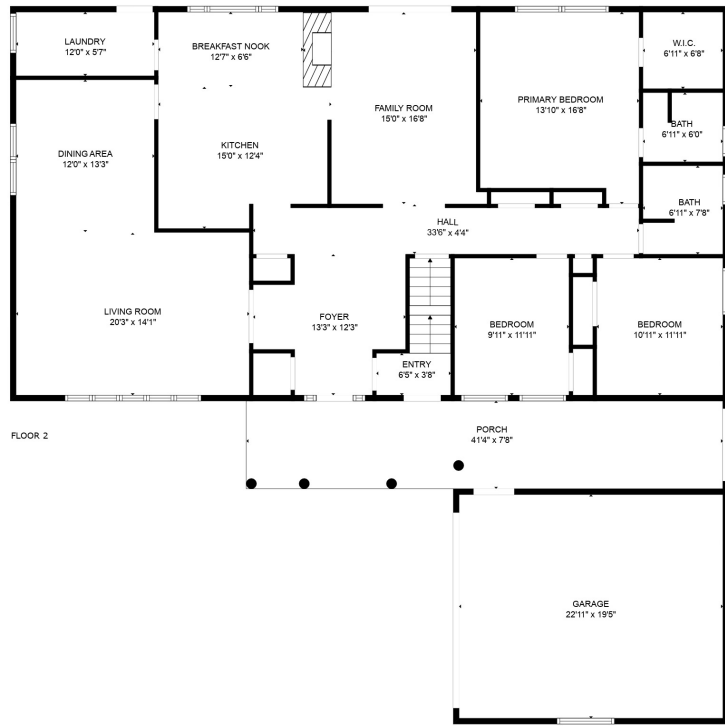 LAUNDRY
12'0" x 5'7"
BREAKFAST NOOK
12'7" x 6'6"
W.I.C.
6'11" x 6'8"
FAMILY ROOM
15'0" x 16'8"
PRIMARY BEDROOM
13'10" x 16'8"
BATH
6'11" x 6'0"
DINING AREA
12'0" x 13'3"
KITCHEN
15'0" x 12'4"
BATH
6'11" x 7'8"
HALL
33'6" x 4'4"
LIVING ROOM
20'3" x 14'1"
FOYER
13'3" x 12'3"
BEDROOM
9'11" x 11'11"
BEDROOM
10'11" x 11'11"
ENTRY
6'5" x 3'8"
FLOOR 2
PORCH
41'4" x 7'8"
GARAGE
22'11" x 19'5"